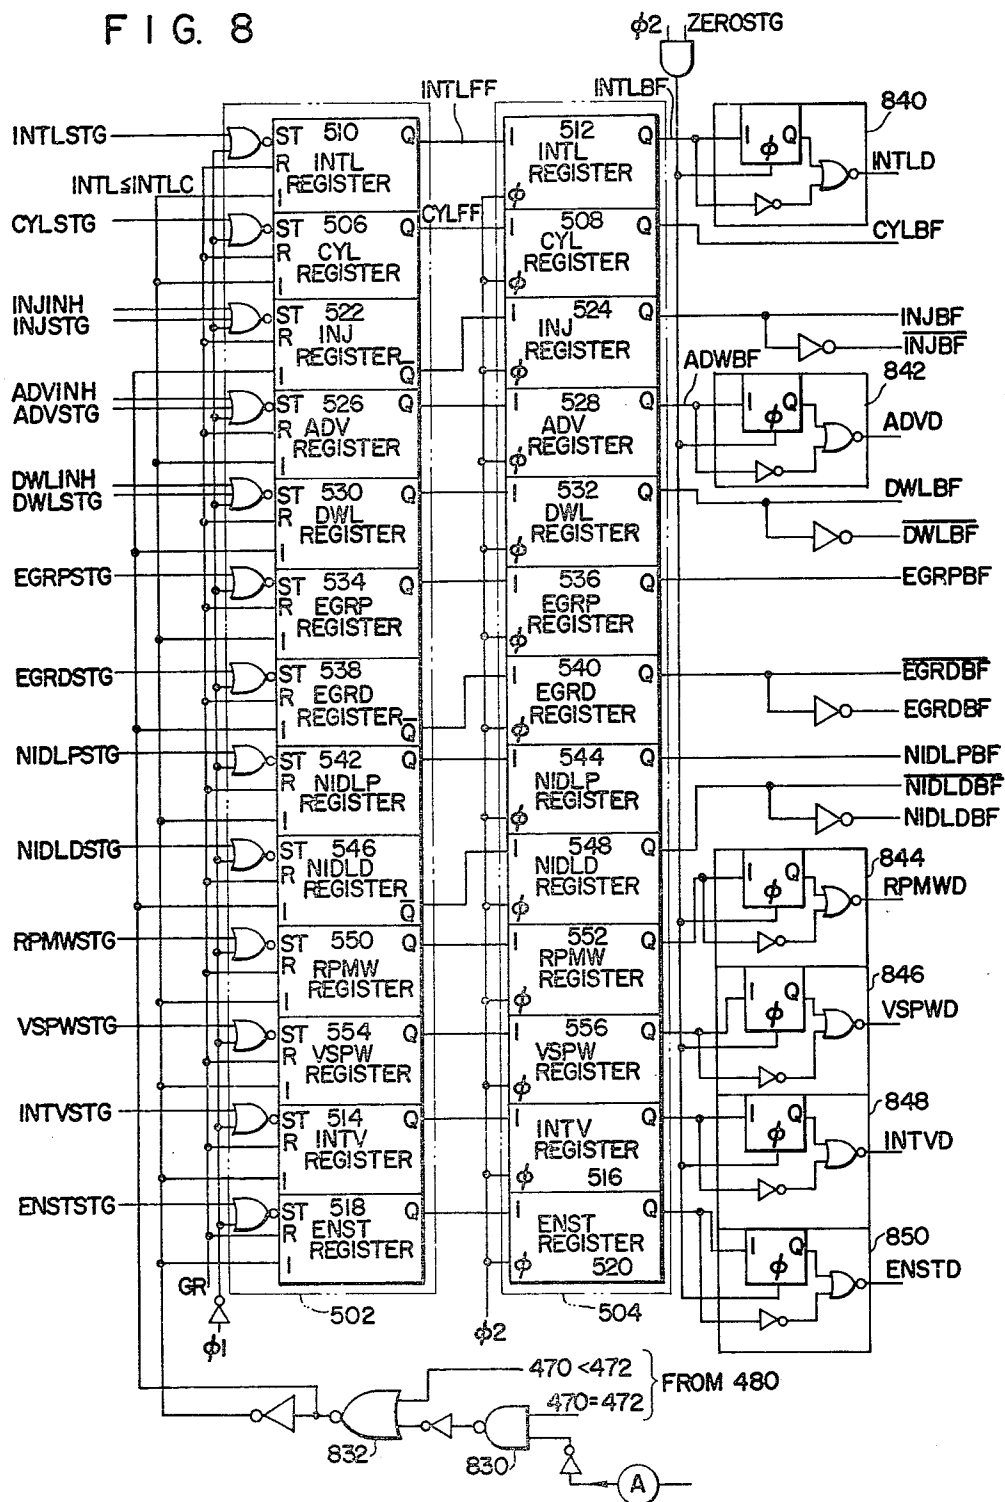 FIG. 8
φ2 ZEROSTG
INTLFF
INTLBF
840
INTLSTG
ST 510 Q
R INTL REGISTER
I
I 512 Q
INTL REGISTER
φ
I Q
φ
INTLD
INTL≤INTLC
CYLSTG
ST 506 Q
R CYL REGISTER
I
CYLFF
I 508 Q
CYL REGISTER
φ
CYLBF
INJINH
INJSTG
ST 522
R INJ REGISTER
I Q̅
I 524 Q
INJ REGISTER
φ
INJBF
I̅N̅J̅B̅F̅
ADWBF
842
ADVINH
ADVSTG
ST 526 Q
R ADV REGISTER
I
I 528 Q
ADV REGISTER
φ
I Q
φ
ADVD
DWLINH
DWLSTG
ST 530 Q
R DWL REGISTER
I
I 532 Q
DWL REGISTER
φ
DWLBF
D̅W̅L̅B̅F̅
EGRPSTG
ST 534 Q
R EGRP REGISTER
I
I 536 Q
EGRP REGISTER
φ
EGRPBF
EGRDSTG
ST 538
R EGRD REGISTER
I Q̅
I 540 Q
EGRD REGISTER
φ
E̅G̅R̅D̅B̅F̅
EGRDBF
NIDLPSTG
ST 542 Q
R NIDLP REGISTER
I
I 544 Q
NIDLP REGISTER
φ
NIDLPBF
N̅I̅D̅L̅D̅B̅F̅
NIDLDBF
NIDLDSTG
ST 546
R NIDLD REGISTER
I Q̅
I 548 Q
NIDLD REGISTER
φ
844
I Q
φ
RPMWD
RPMWSTG
ST 550 Q
R RPMW REGISTER
I
I 552 Q
RPMW REGISTER
φ
846
I Q
φ
VSPWD
VSPWSTG
ST 554 Q
R VSPW REGISTER
I
I 556 Q
VSPW REGISTER
φ
848
I Q
φ
INTVD
INTVSTG
ST 514 Q
R INTV REGISTER
I
I Q
INTV REGISTER
φ 516
850
I Q
φ
ENSTD
ENSTSTG
ST 518 Q
R ENST REGISTER
I
I Q
ENST REGISTER
φ 520
GR
φ1
502
φ2
504
470<472
470=472
FROM 480
832
830
A